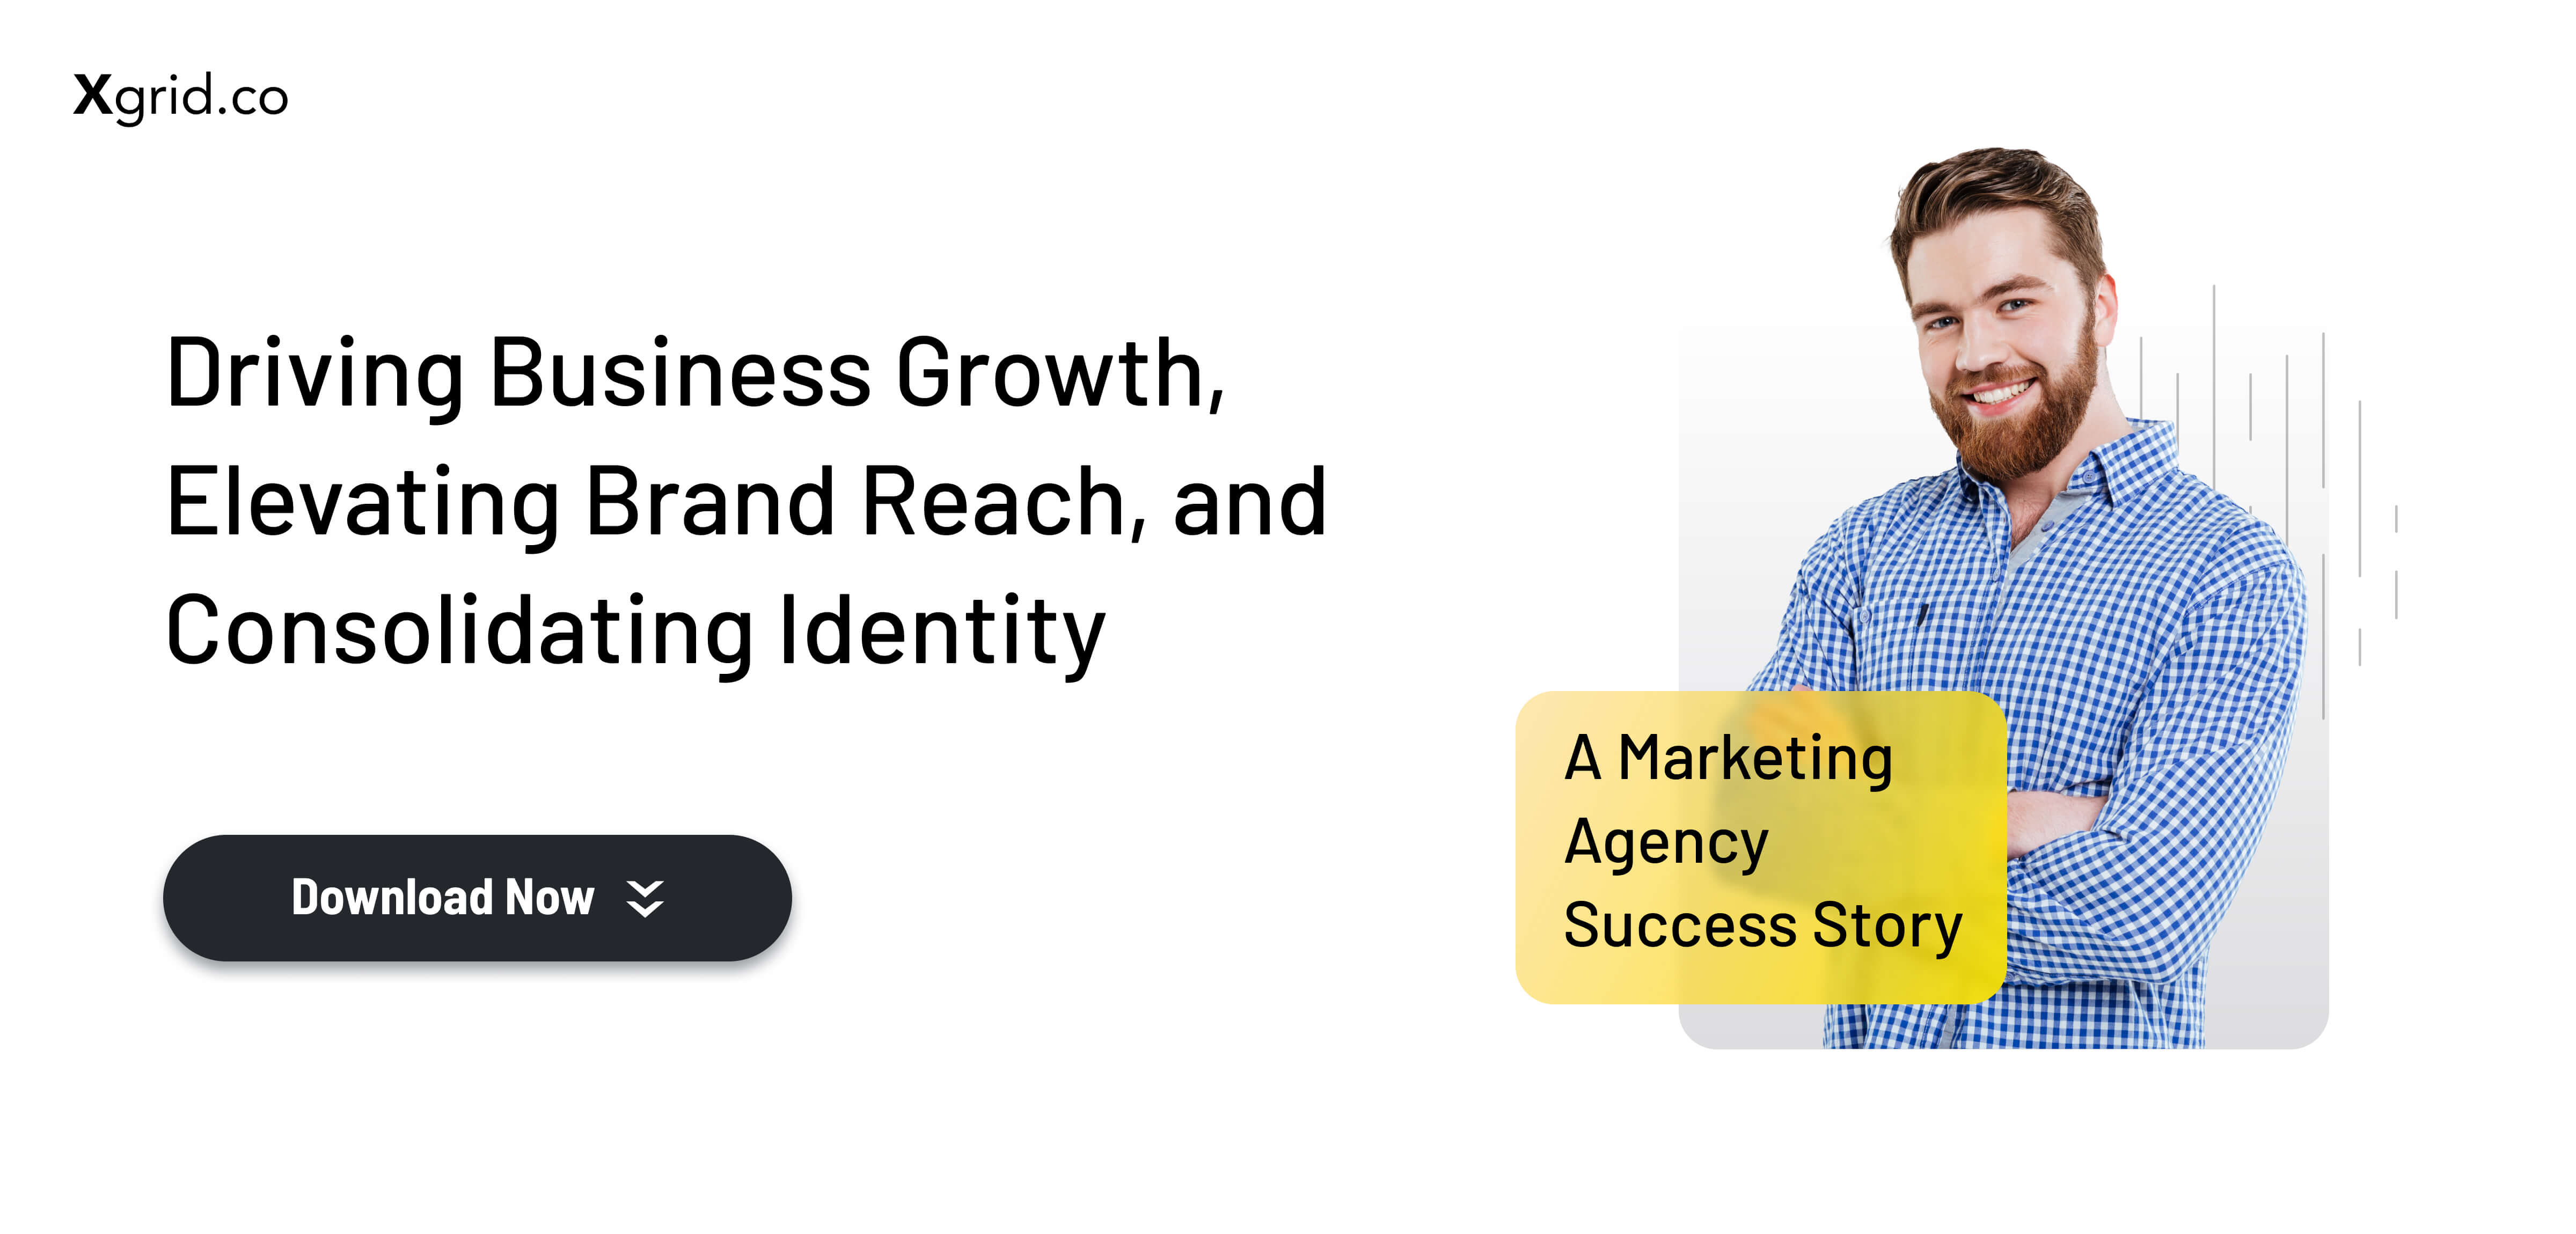 Xgrid.co
Driving Business Growth,
Elevating Brand Reach, and
Consolidating Identity
Download Now
A Marketing
Agency
Success Story